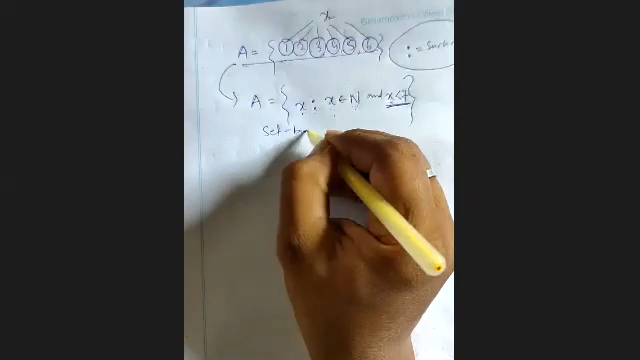 x
A = { 1 2 3 4 5 6 }
: = Such
A = { x : x ∈ N and x < 7 }
Set-